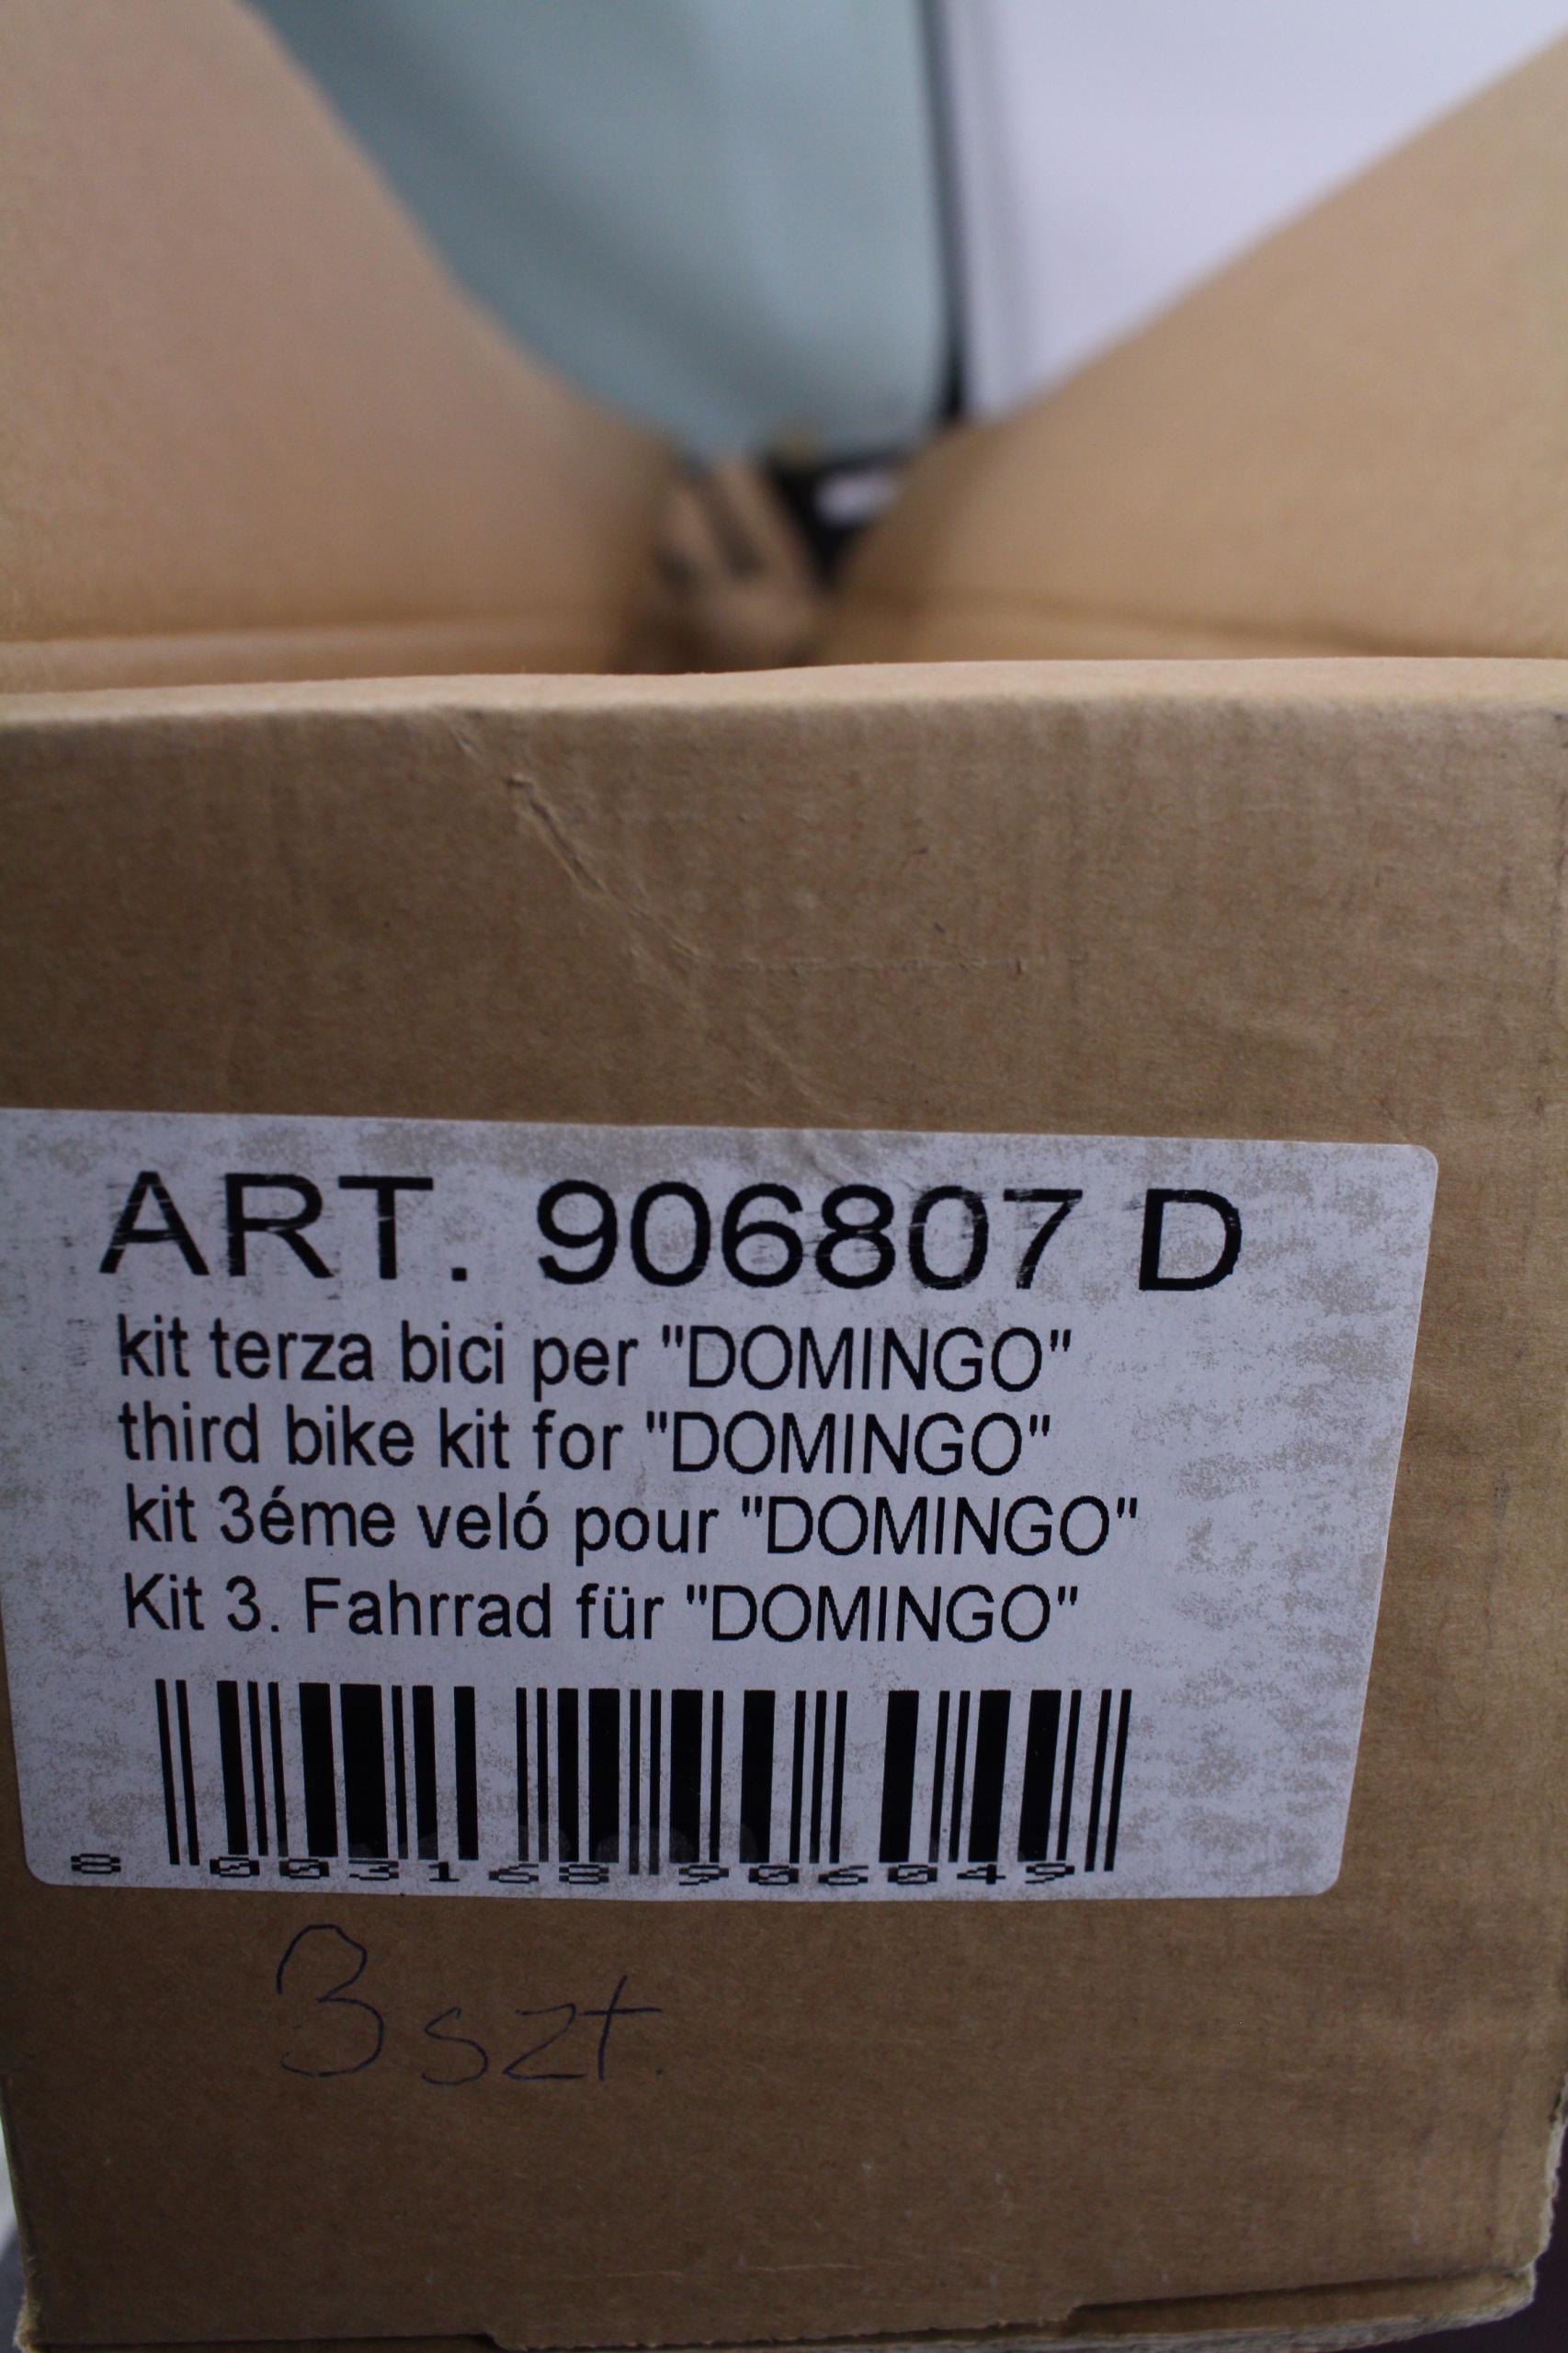 ART. 906807 D
kit terza bici per "DOMINGO"
third bike kit for "DOMINGO"
kit 3éme veló pour "DOMINGO"
Kit 3. Fahrrad für "DOMINGO"
8 003168 906049
3 szt.